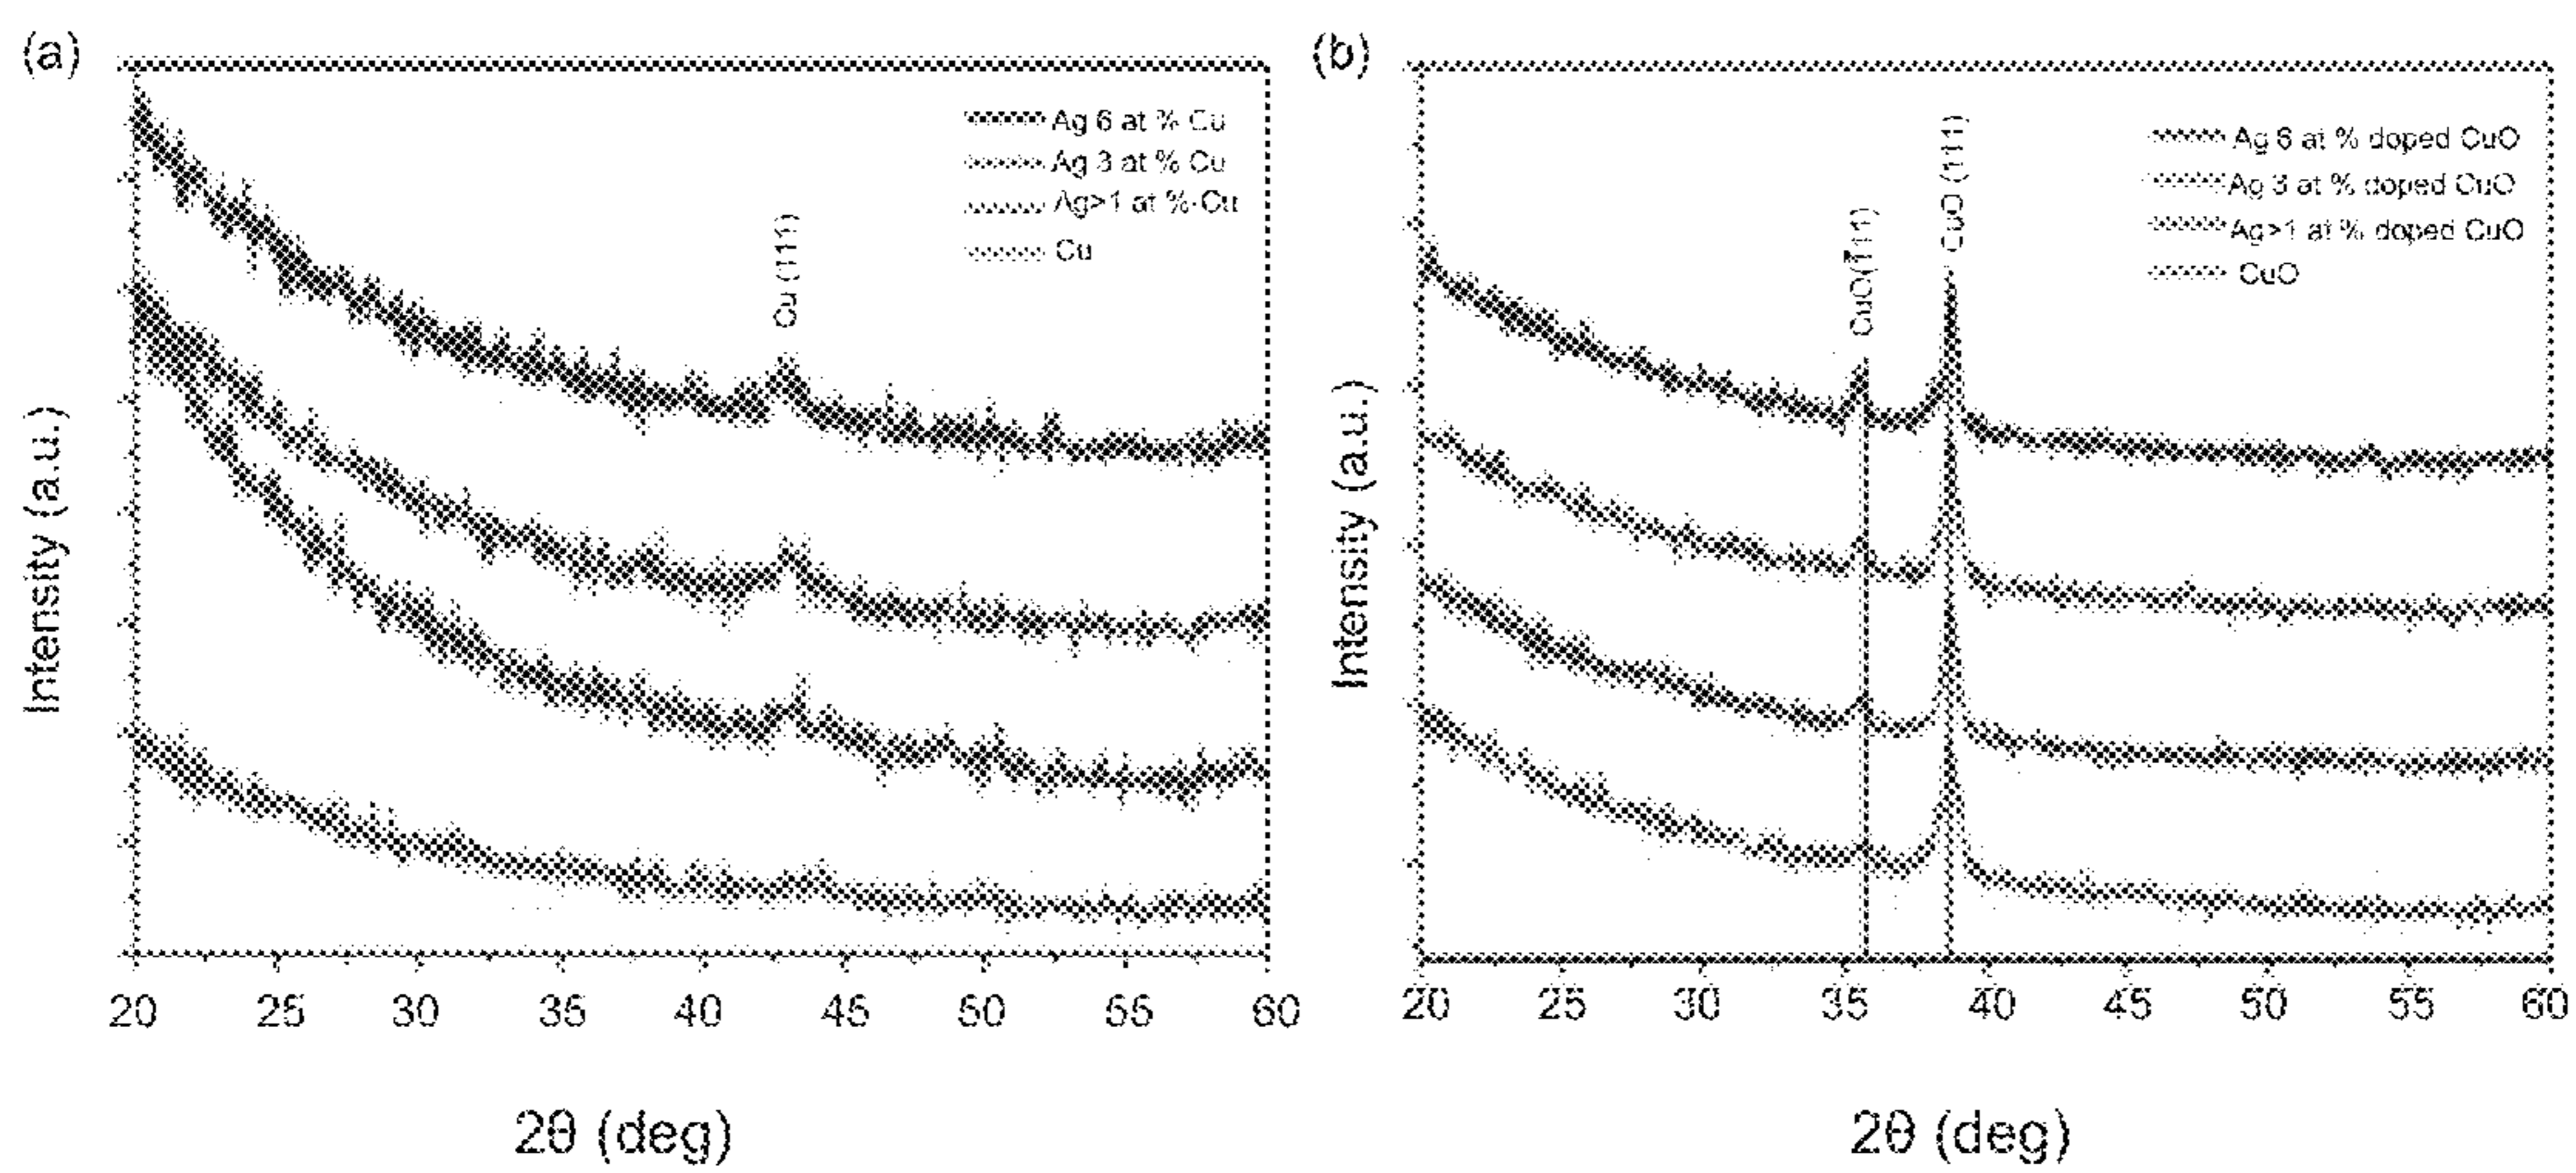 (a)
Intensity (a.u.)
Ag 6 at % Cu
Ag 3 at % Cu
Ag>1 at %-Cu
Cu
Cu (111)
20 25 30 35 40 45 50 55 60
2θ (deg)
(b)
Intensity (a.u.)
Ag 6 at % doped CuO
Ag 3 at % doped CuO
Ag>1 at % doped CuO
CuO
CuO(1̅11)
CuO (111)
20 25 30 35 40 45 50 55 60
2θ (deg)